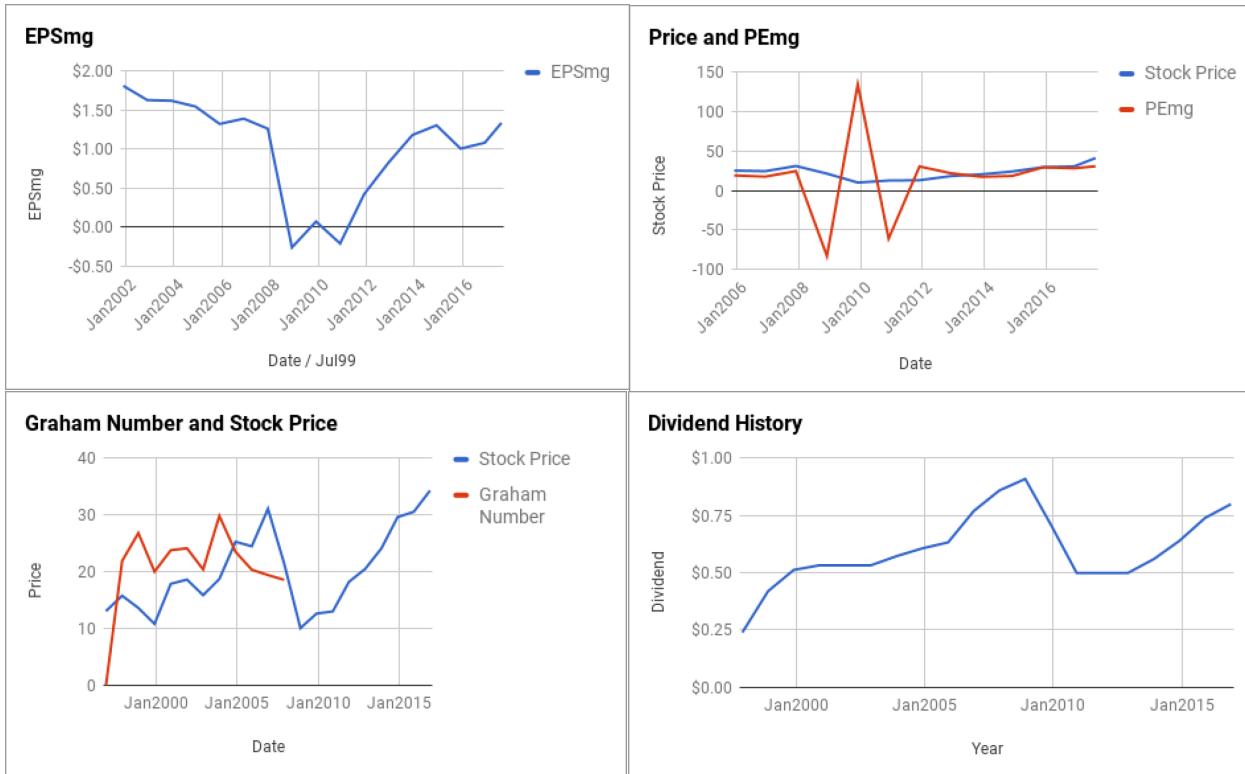 EPSmg
EPSmg
$2.00
$1.50
$1.00
$0.50
$0.00
-$0.50
EPSmg
Jan2002
Jan2004
Jan2006
Jan2008
Jan2010
Jan2012
Jan2014
Jan2016
Date / Jul99
Price and PEmg
Stock Price
PEmg
150
100
50
0
-50
-100
Stock Price
Jan2006
Jan2008
Jan2010
Jan2012
Jan2014
Jan2016
Date
Graham Number and Stock Price
Stock Price
Graham
Number
40
30
20
10
0
Price
Jan2000
Jan2005
Jan2010
Jan2015
Date
Dividend History
$1.00
$0.75
$0.50
$0.25
$0.00
Dividend
Jan2000
Jan2005
Jan2010
Jan2015
Year